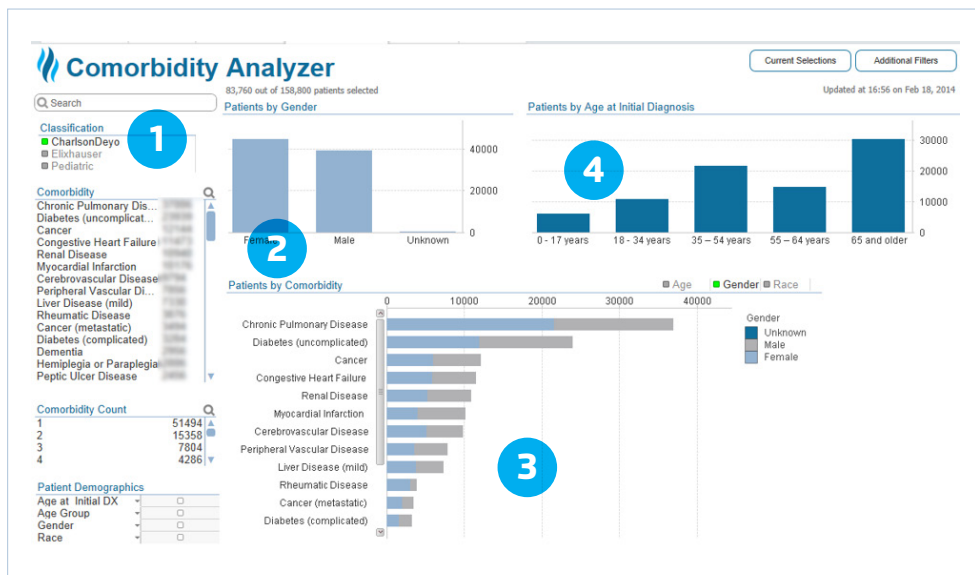 Comorbidity Analyzer
83,760 out of 158,800 patients selected
Current Selections
Additional Filters
Updated at 16:56 on Feb 18, 2014
Search
Classification
CharlsonDeyo
Elixhauser
Pediatric
1
Comorbidity
Chronic Pulmonary Dis...
Diabetes (uncomplicat...
Cancer
Congestive Heart Failure
Renal Disease
Myocardial Infarction
Cerebrovascular Disease
Peripheral Vascular Di...
Liver Disease (mild)
Rheumatic Disease
Cancer (metastatic)
Diabetes (complicated)
Dementia
Hemiplegia or Paraplegia
Peptic Ulcer Disease
Comorbidity Count
1 51494
2 15358
3 7804
4 4286
Patient Demographics
Age at Initial DX
Age Group
Gender
Race
Patients by Gender
40000
20000
0
Female Male Unknown
2
Patients by Age at Initial Diagnosis
30000
20000
10000
0
0 - 17 years 18 - 34 years 35 – 54 years 55 – 64 years 65 and older
4
Patients by Comorbidity
Age Gender Race
0 10000 20000 30000 40000
Chronic Pulmonary Disease
Diabetes (uncomplicated)
Cancer
Congestive Heart Failure
Renal Disease
Myocardial Infarction
Cerebrovascular Disease
Peripheral Vascular Disease
Liver Disease (mild)
Rheumatic Disease
Cancer (metastatic)
Diabetes (complicated)
3
Gender
Unknown
Male
Female